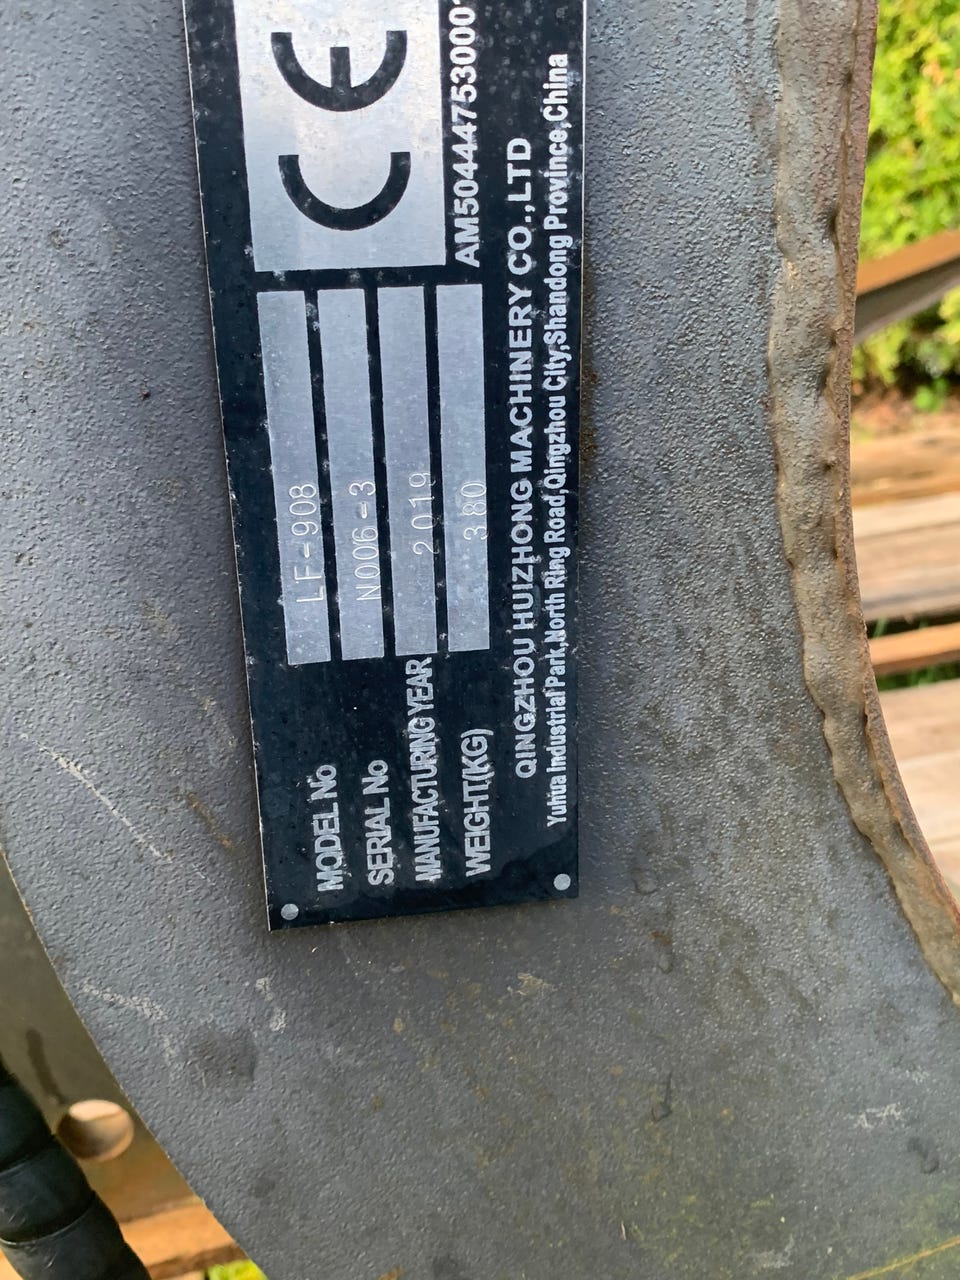 MODEL No LF-908
SERIAL No N006-3
MANUFACTURING YEAR 2019
WEIGHT(KG) 380
CE
AM504447530001
QINGZHOU HUIZHONG MACHINERY CO.,LTD
Yuhua Industrial Park,North Ring Road,Qingzhou City,Shandong Province,China